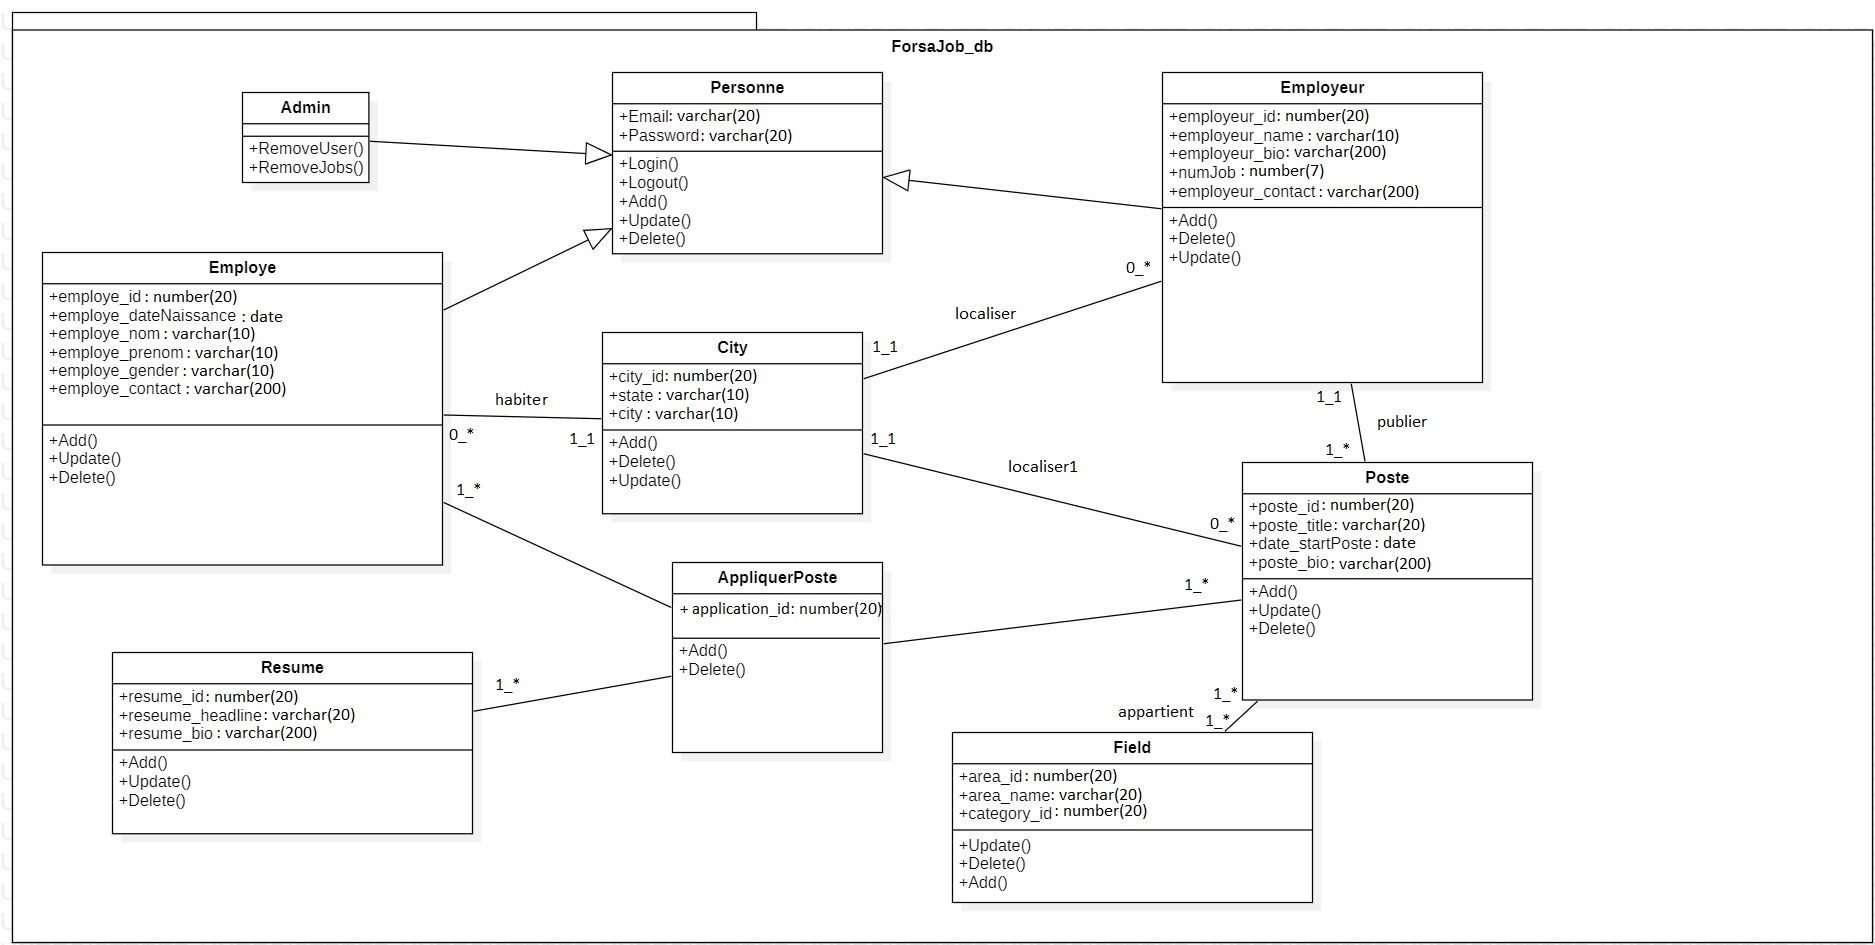 ForsaJob_db
Admin
+RemoveUser()
+RemoveJobs()
Personne
+Email: varchar(20)
+Password: varchar(20)
+Login()
+Logout()
+Add()
+Update()
+Delete()
Employeur
+employeur_id: number(20)
+employeur_name : varchar(10)
+employeur_bio: varchar(200)
+numJob : number(7)
+employeur_contact : varchar(200)
+Add()
+Delete()
+Update()
Employe
+employe_id : number(20)
+employe_dateNaissance : date
+employe_nom : varchar(10)
+employe_prenom : varchar(10)
+employe_gender : varchar(10)
+employe_contact : varchar(200)
+Add()
+Update()
+Delete()
0_*
localiser
1_1
City
+city_id: number(20)
+state : varchar(10)
+city : varchar(10)
+Add()
+Delete()
+Update()
habiter
0_*
1_1
1_1
localiser1
0_*
1_1
publier
1_*
Poste
+poste_id : number(20)
+poste_title : varchar(20)
+date_startPoste : date
+poste_bio : varchar(200)
+Add()
+Update()
+Delete()
1_*
AppliquerPoste
+ application_id: number(20)
+Add()
+Delete()
1_*
Resume
+resume_id : number(20)
+reseume_headline : varchar(20)
+resume_bio : varchar(200)
+Add()
+Update()
+Delete()
1_*
1_*
appartient
1_*
Field
+area_id : number(20)
+area_name: varchar(20)
+category_id : number(20)
+Update()
+Delete()
+Add()